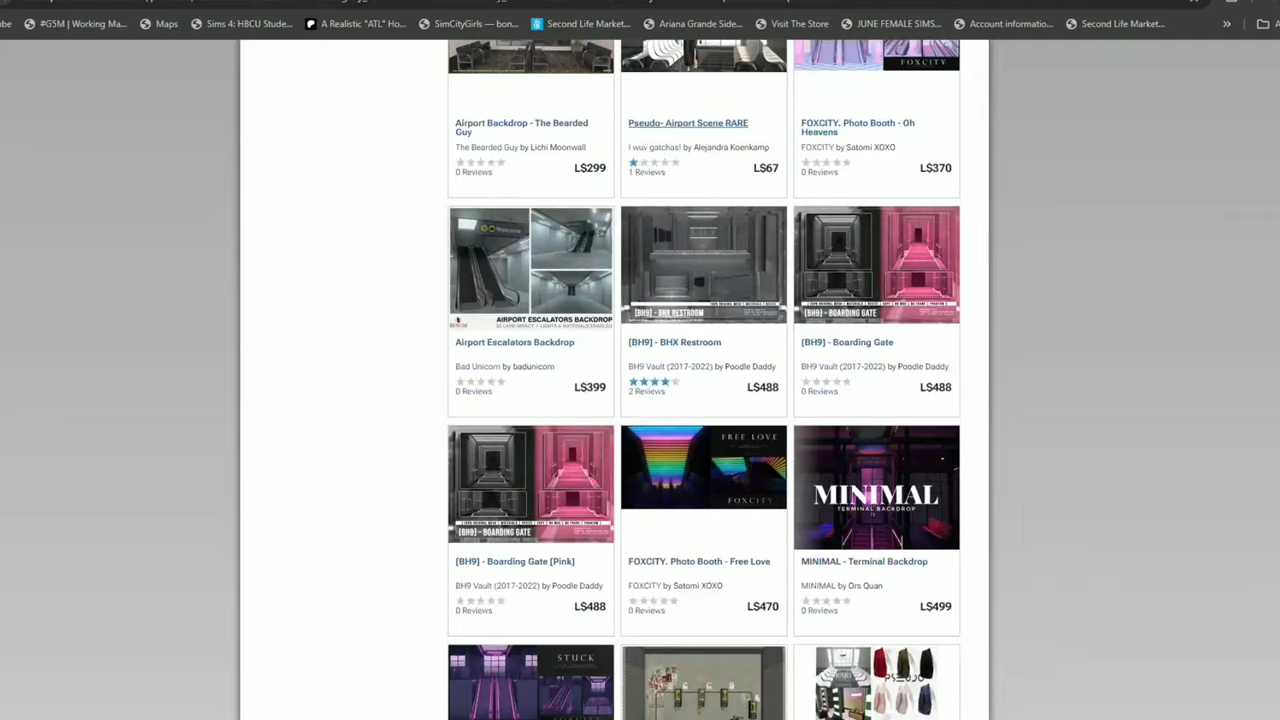 #GSM | Working Ma...
Maps
Sims 4: HBCU Stude...
A Realistic "ATL" Ho...
SimCityGirls — bon...
Second Life Market...
Ariana Grande Side...
Visit The Store
JUNE FEMALE SIMS...
Account informatio...
Second Life Market...
FOXCITY
Airport Backdrop - The Bearded
Guy
The Bearded Guy by Lichi Moonwall
0 Reviews
L$299
Pseudo- Airport Scene RARE
I wuv gatchas! by Alejandra Koenkamp
1 Reviews
L$67
FOXCITY. Photo Booth - Oh
Heavens
FOXCITY by Satomi XOXO
0 Reviews
L$370
Welcome
AIRPORT ESCALATORS BACKDROP
Airport Escalators Backdrop
Bad Unicorn by badunicorn
0 Reviews
L$399
[BH9] - BHX RESTROOM
[BH9] - BHX Restroom
BH9 Vault (2017-2022) by Poodle Daddy
2 Reviews
L$488
[BH9] - BOARDING GATE
[BH9] - Boarding Gate
BH9 Vault (2017-2022) by Poodle Daddy
0 Reviews
L$488
[BH9] - BOARDING GATE
[BH9] - Boarding Gate [Pink]
BH9 Vault (2017-2022) by Poodle Daddy
0 Reviews
L$488
FREE LOVE
FOXCITY
FOXCITY. Photo Booth - Free Love
FOXCITY by Satomi XOXO
0 Reviews
L$470
MINIMAL
TERMINAL BACKDROP
MINIMAL - Terminal Backdrop
MINIMAL by Ors Quan
0 Reviews
L$499
STUCK
FOXCITY
PSEUDO